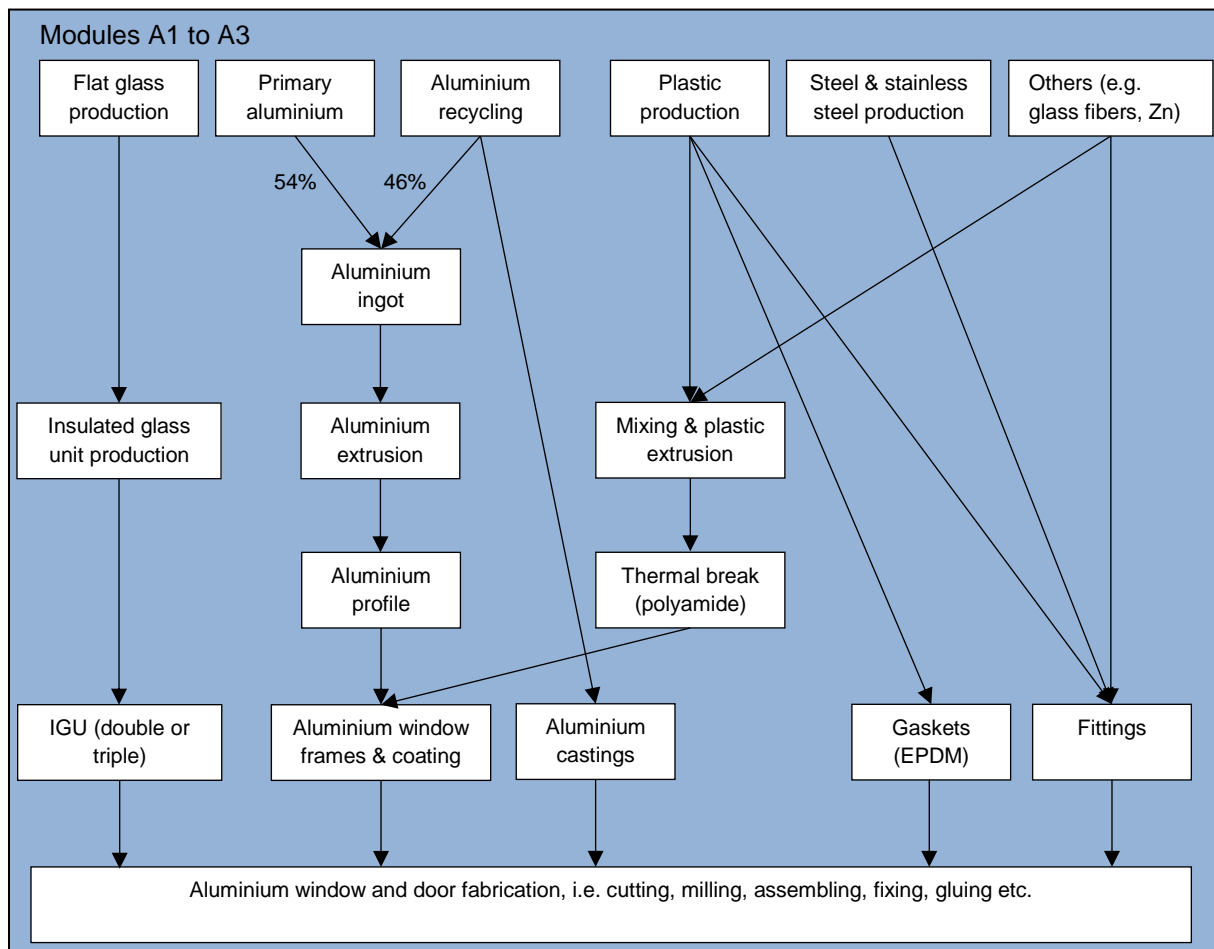 Modules A1 to A3
Flat glass
production
Primary
aluminium
Aluminium
recycling
Plastic
production
Steel & stainless
steel production
Others (e.g.
glass fibers, Zn)
54%
46%
Aluminium
ingot
Insulated glass
unit production
Aluminium
extrusion
Mixing & plastic
extrusion
Aluminium
profile
Thermal break
(polyamide)
IGU (double or
triple)
Aluminium window
frames & coating
Aluminium
castings
Gaskets
(EPDM)
Fittings
Aluminium window and door fabrication, i.e. cutting, milling, assembling, fixing, gluing etc.